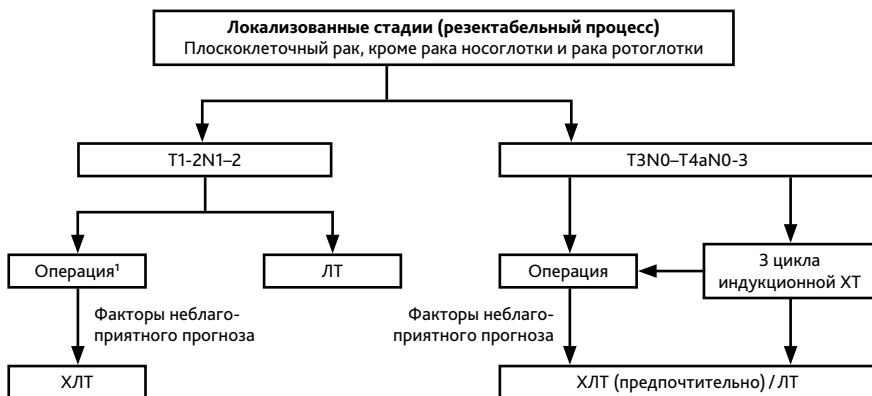 Локализованные стадии (резектабельный процесс)
Плоскоклеточный рак, кроме рака носоглотки и рака ротоглотки
T1-2N1–2
T3N0–T4aN0-3
Операция¹
ЛТ
Операция
3 цикла
индукционной ХТ
Факторы неблаго-
приятного прогноза
Факторы неблаго-
приятного прогноза
ХЛТ
ХЛТ (предпочтительно) / ЛТ